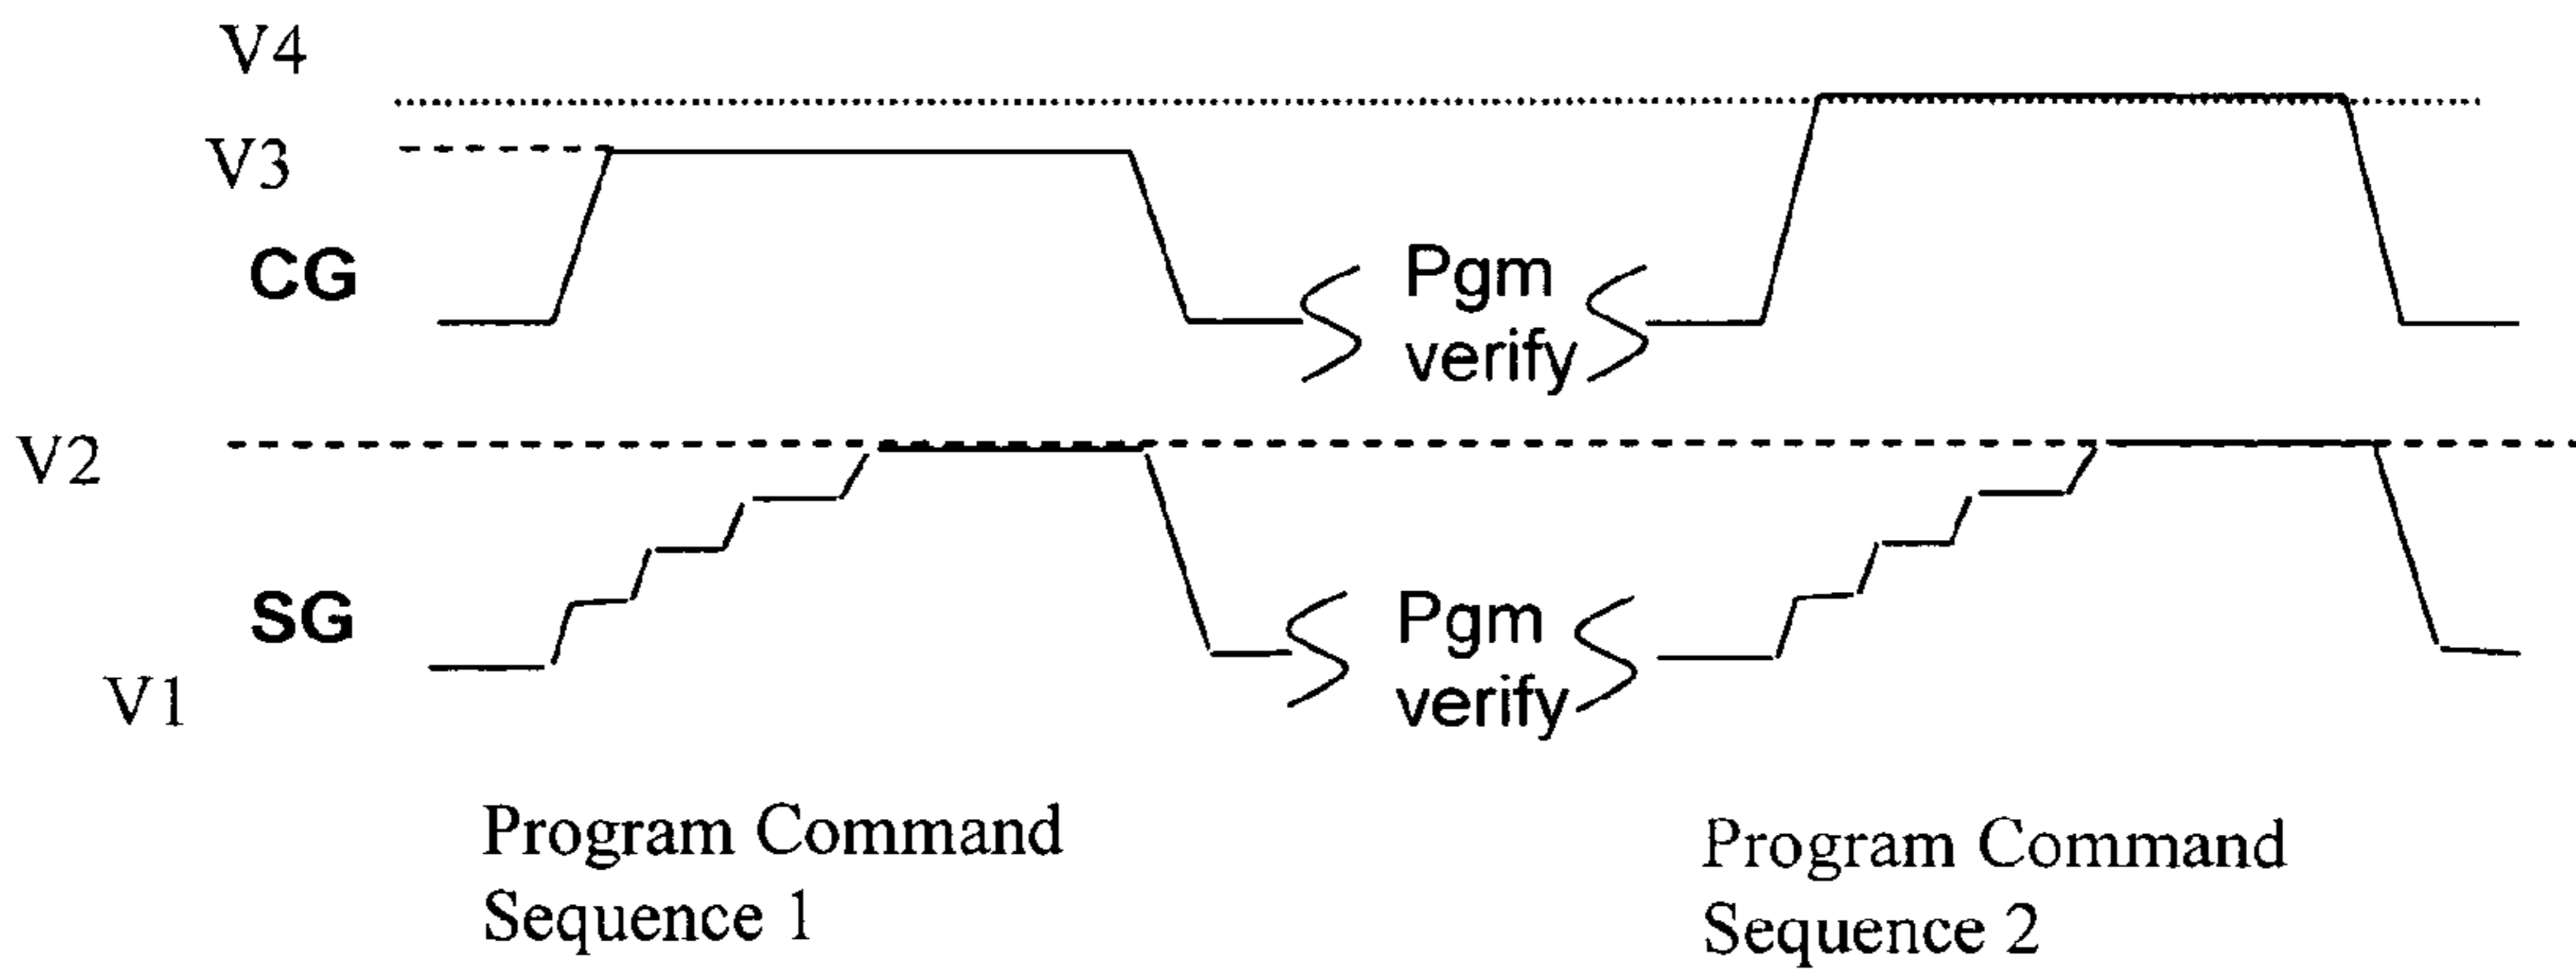 V4
V3
CG
Pgm
verify
V2
SG
Pgm
verify
V1
Program Command
Sequence 1
Program Command
Sequence 2